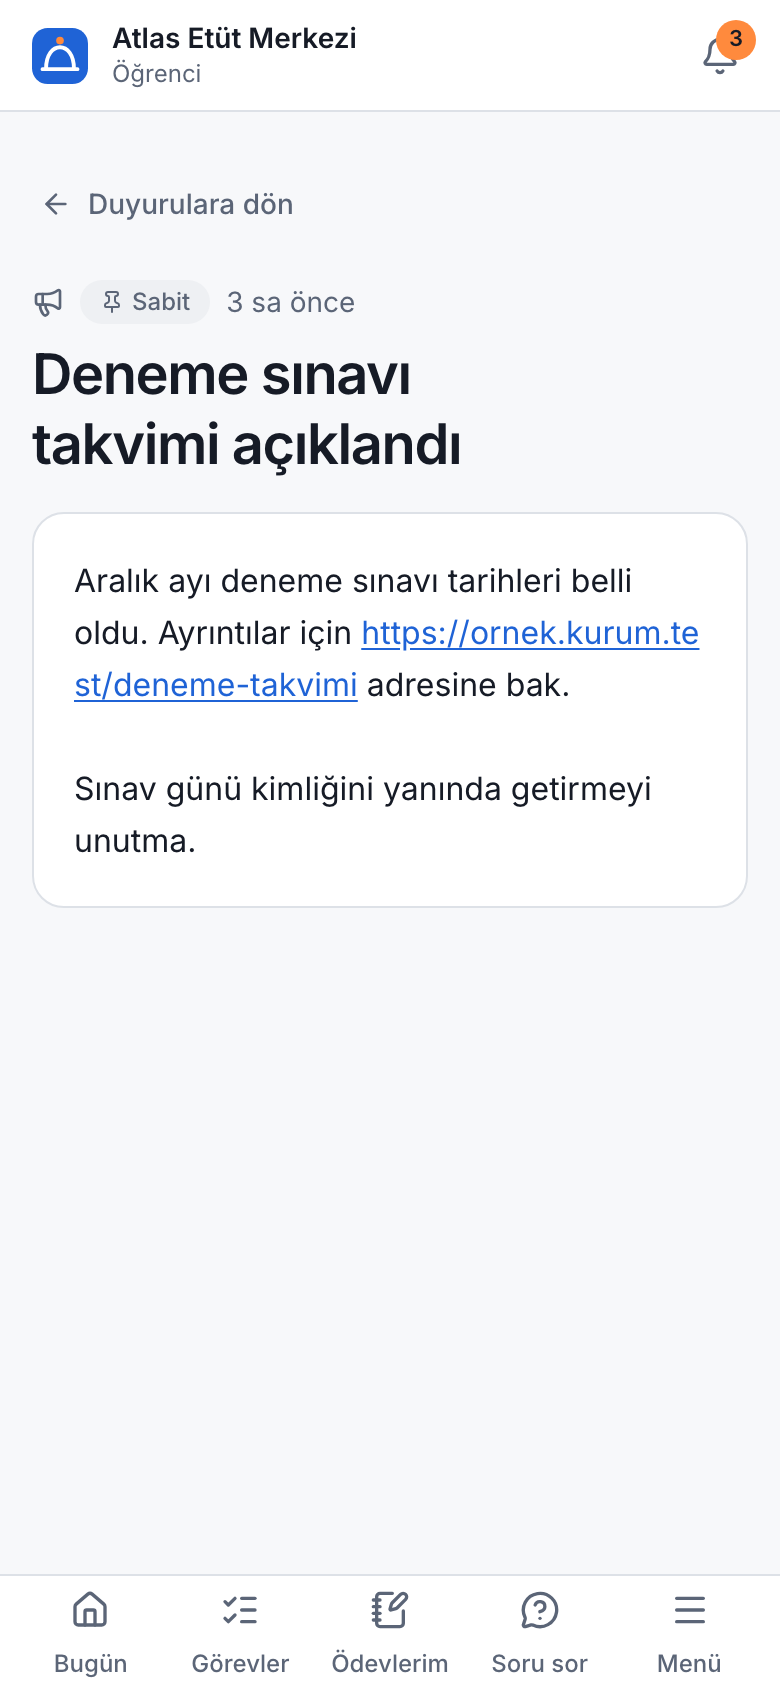 Atlas Etüt Merkezi
Öğrenci
3
Duyurulara dön
Sabit 3 sa önce
Deneme sınavı
takvimi açıklandı
Aralık ayı deneme sınavı tarihleri belli
oldu. Ayrıntılar için https://ornek.kurum.te
st/deneme-takvimi adresine bak.
Sınav günü kimliğini yanında getirmeyi
unutma.
Bugün Görevler Ödevlerim Soru sor Menü